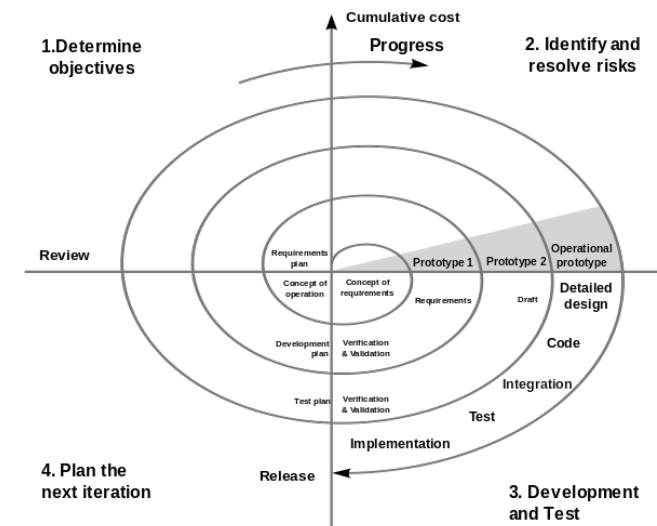 Cumulative cost
1.Determine
objectives
Progress
2. Identify and
resolve risks
Review
Requirements
plan
Prototype 1
Prototype 2
Operational
prototype
Concept of
operation
Concept of
requirements
Requirements
Draft
Detailed
design
Development
plan
Verification
& Validation
Code
Integration
Test plan
Verification
& Validation
Test
Implementation
4. Plan the
next iteration
Release
3. Development
and Test